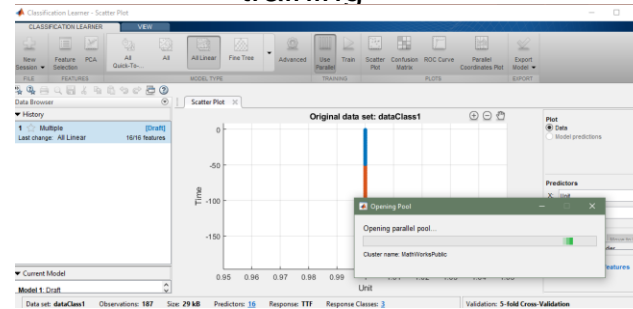 Classification Learner - Scatter Plot
CLASSIFICATION LEARNER VIEW
New Session
Feature Selection
PCA
All Quick-To-...
All
All Linear
Fine Tree
Advanced
Use Parallel
Train
Scatter Plot
Confusion Matrix
ROC Curve
Parallel Coordinates Plot
Export Model
FILE FEATURES MODEL TYPE TRAINING PLOTS EXPORT
Data Browser
Scatter Plot
History
1 Multiple [Draft]
Last change: All Linear 16/16 features
Original data set: dataClass1
Plot
Data
Model predictions
Predictors
X: Unit
0
-50
-100
-150
Time
0.95 0.96 0.97 0.98 0.99
Unit
Opening Pool
Opening parallel pool...
Cluster name: MathWorksPublic
Current Model
Model 1: Draft
Data set: dataClass1 Observations: 187 Size: 29 kB Predictors: 16 Response: TTF Response Classes: 3 Validation: 5-fold Cross-Validation